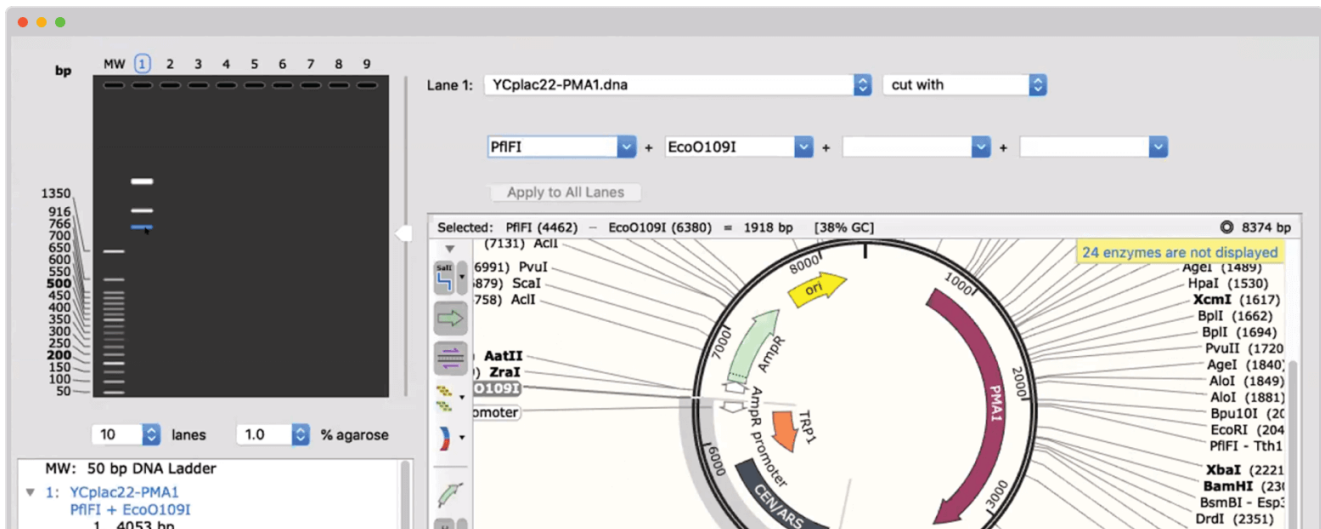 bp
MW 1 2 3 4 5 6 7 8 9
1350
916
766
700
650
600
550
500
450
400
350
300
250
200
150
100
50
10 lanes 1.0 % agarose
MW: 50 bp DNA Ladder
1: YCplac22-PMA1
PflFI + EcoO109I
1. 4053 bp
Lane 1: YCplac22-PMA1.dna cut with
PflFI + EcoO109I + +
Apply to All Lanes
Selected: PflFI (4462) – EcoO109I (6380) = 1918 bp [38% GC] 8374 bp
24 enzymes are not displayed
SalI
(7131) AciI
6991) PvuI
6879) ScaI
758) AclI
AatII
) ZraI
O109I
omoter
8000
1000
2000
3000
6000
7000
ori
AmpR
AmpR promoter
TRP1
CEN/ARS
PMA1
AgeI (1489)
HpaI (1530)
XcmI (1617)
BplI (1662)
BplI (1694)
PvuII (1720
AgeI (1840)
AloI (1849)
AloI (1881)
Bpu10I (20
EcoRI (204
PflFI - Tth1
XbaI (2221
BamHI (230
BsmBI - Esp3
DrdI (2351)